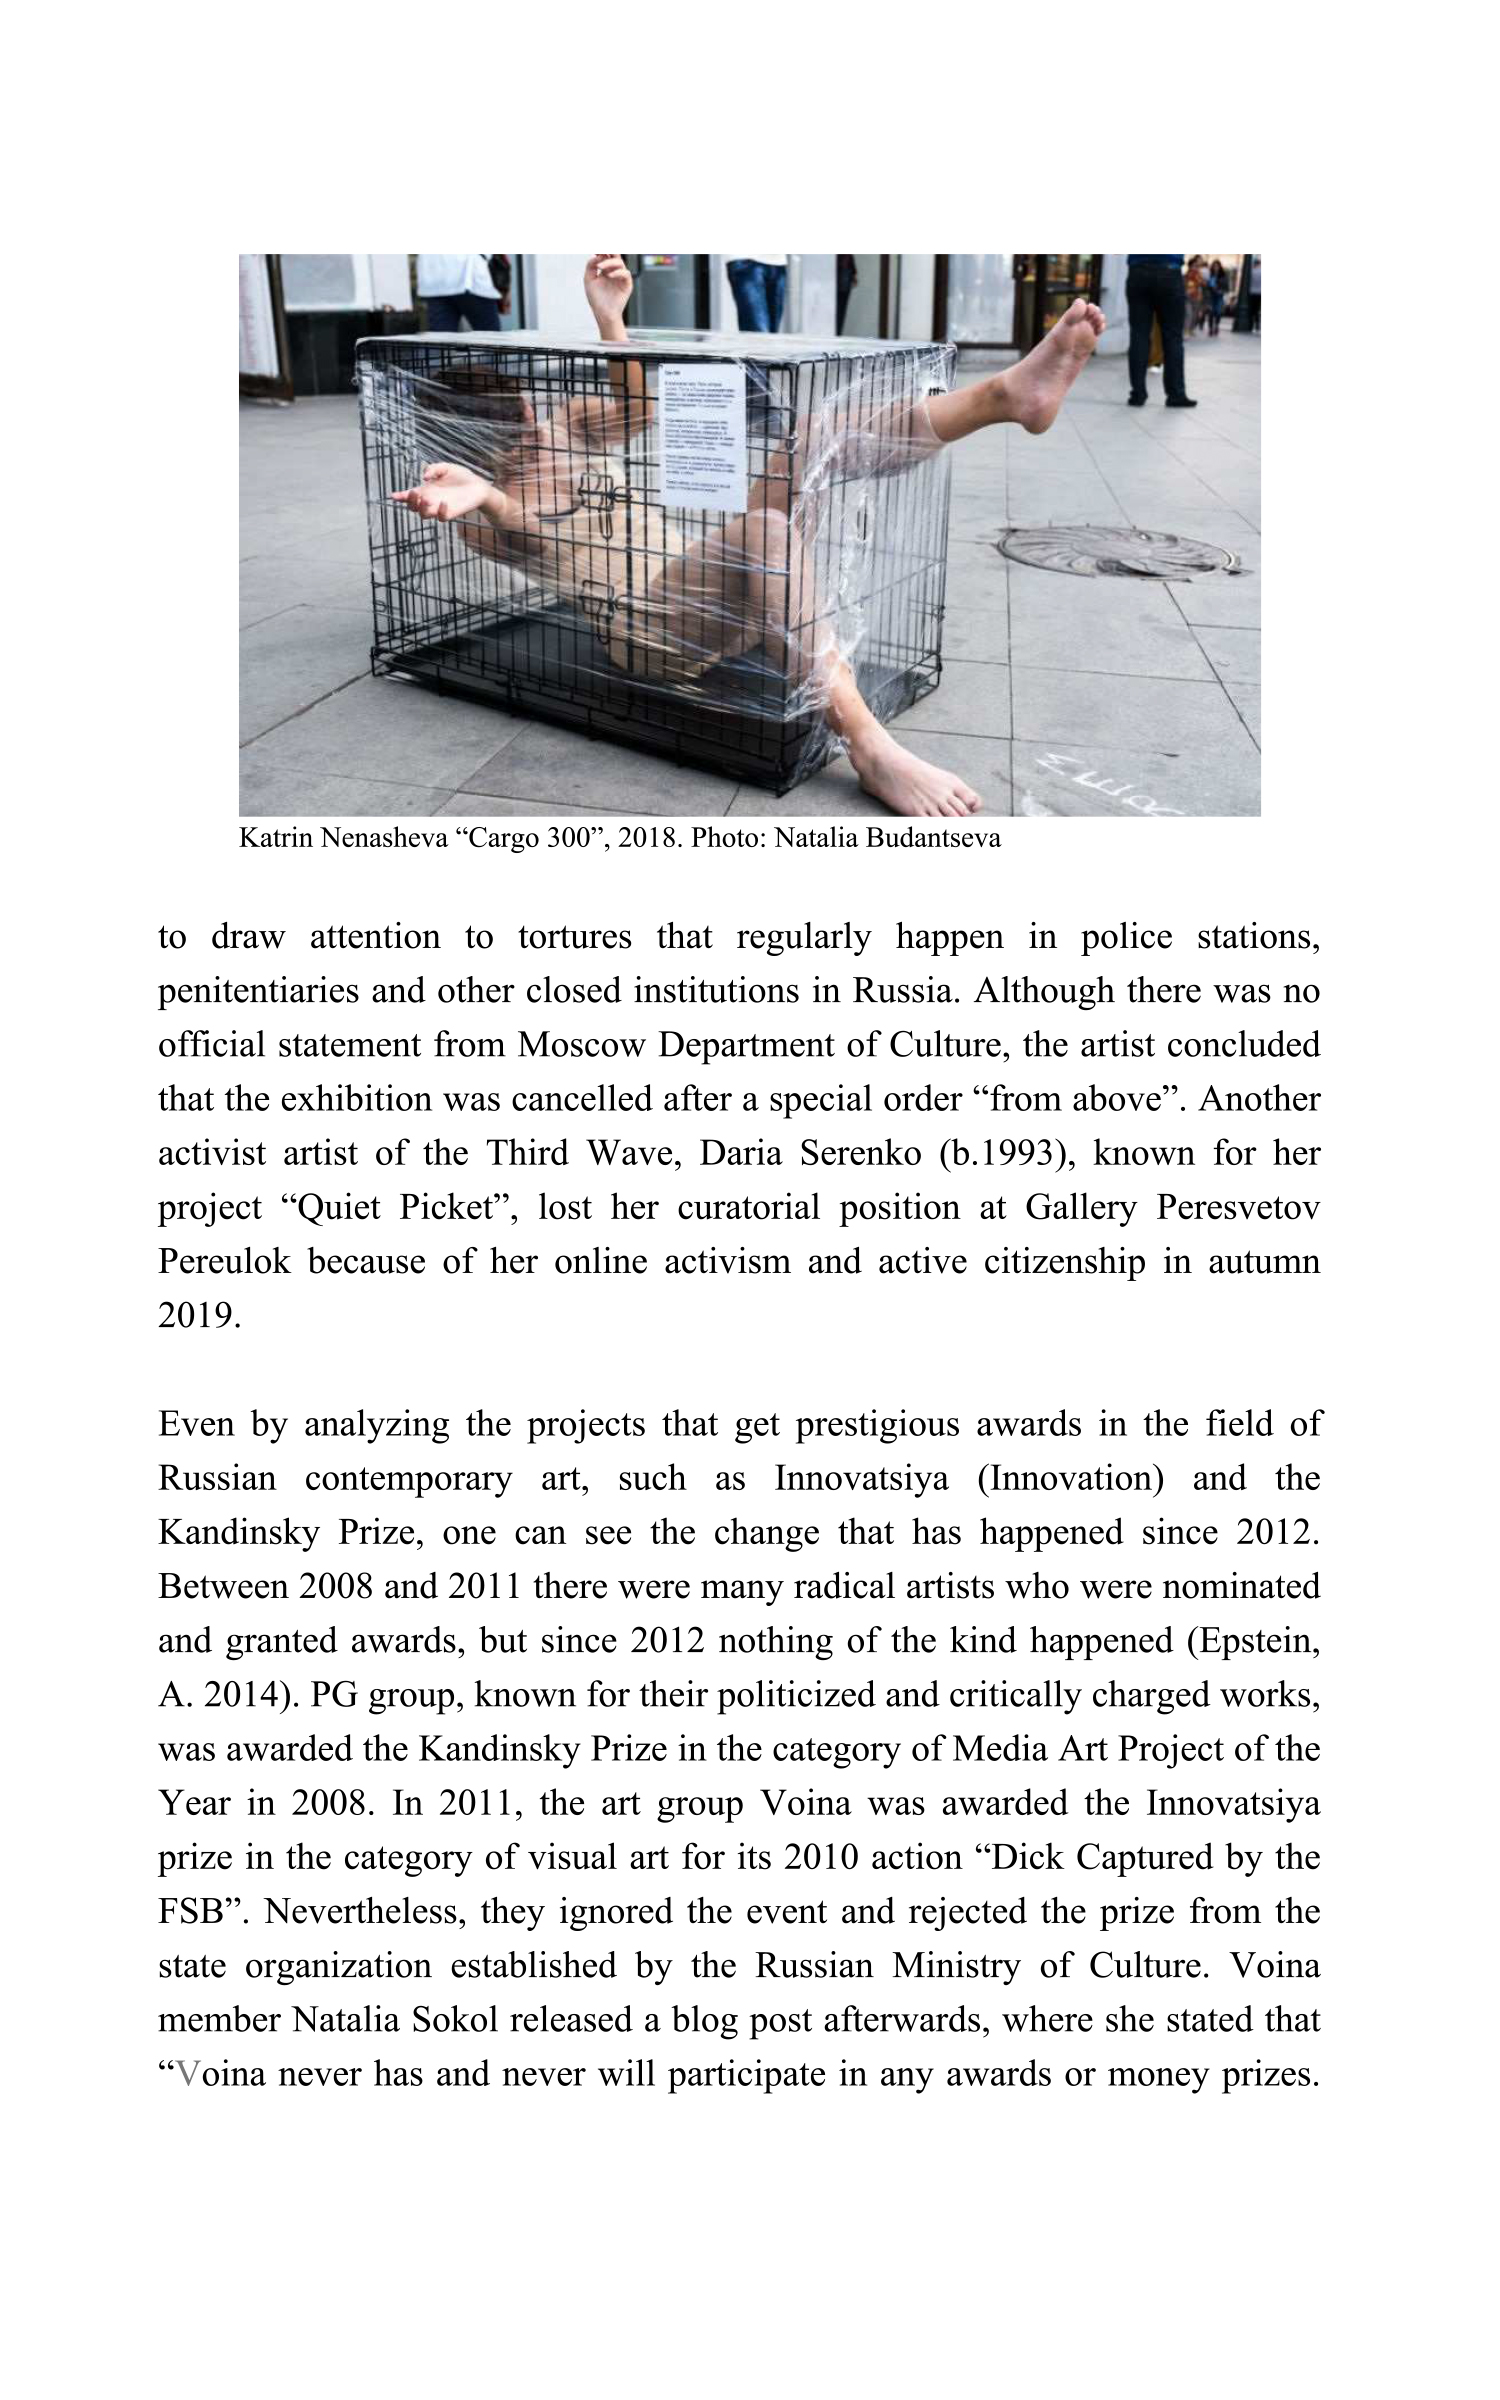 Katrin Nenasheva “Cargo 300”, 2018. Photo: Natalia Budantseva
to draw attention to tortures that regularly happen in police stations,
penitentiaries and other closed institutions in Russia. Although there was no
official statement from Moscow Department of Culture, the artist concluded
that the exhibition was cancelled after a special order “from above”. Another
activist artist of the Third Wave, Daria Serenko (b.1993), known for her
project “Quiet Picket”, lost her curatorial position at Gallery Peresvetov
Pereulok because of her online activism and active citizenship in autumn
2019.
Even by analyzing the projects that get prestigious awards in the field of
Russian contemporary art, such as Innovatsiya (Innovation) and the
Kandinsky Prize, one can see the change that has happened since 2012.
Between 2008 and 2011 there were many radical artists who were nominated
and granted awards, but since 2012 nothing of the kind happened (Epstein,
A. 2014). PG group, known for their politicized and critically charged works,
was awarded the Kandinsky Prize in the category of Media Art Project of the
Year in 2008. In 2011, the art group Voina was awarded the Innovatsiya
prize in the category of visual art for its 2010 action “Dick Captured by the
FSB”. Nevertheless, they ignored the event and rejected the prize from the
state organization established by the Russian Ministry of Culture. Voina
member Natalia Sokol released a blog post afterwards, where she stated that
“Voina never has and never will participate in any awards or money prizes.